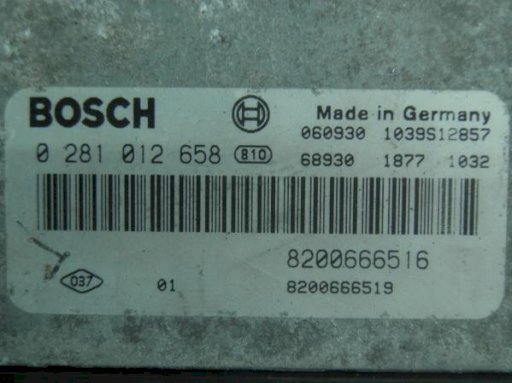 BOSCH
Made in Germany
060930 1039S12857
0 281 012 658 810
68930 1877 1032
8200666516
037 01 8200666519